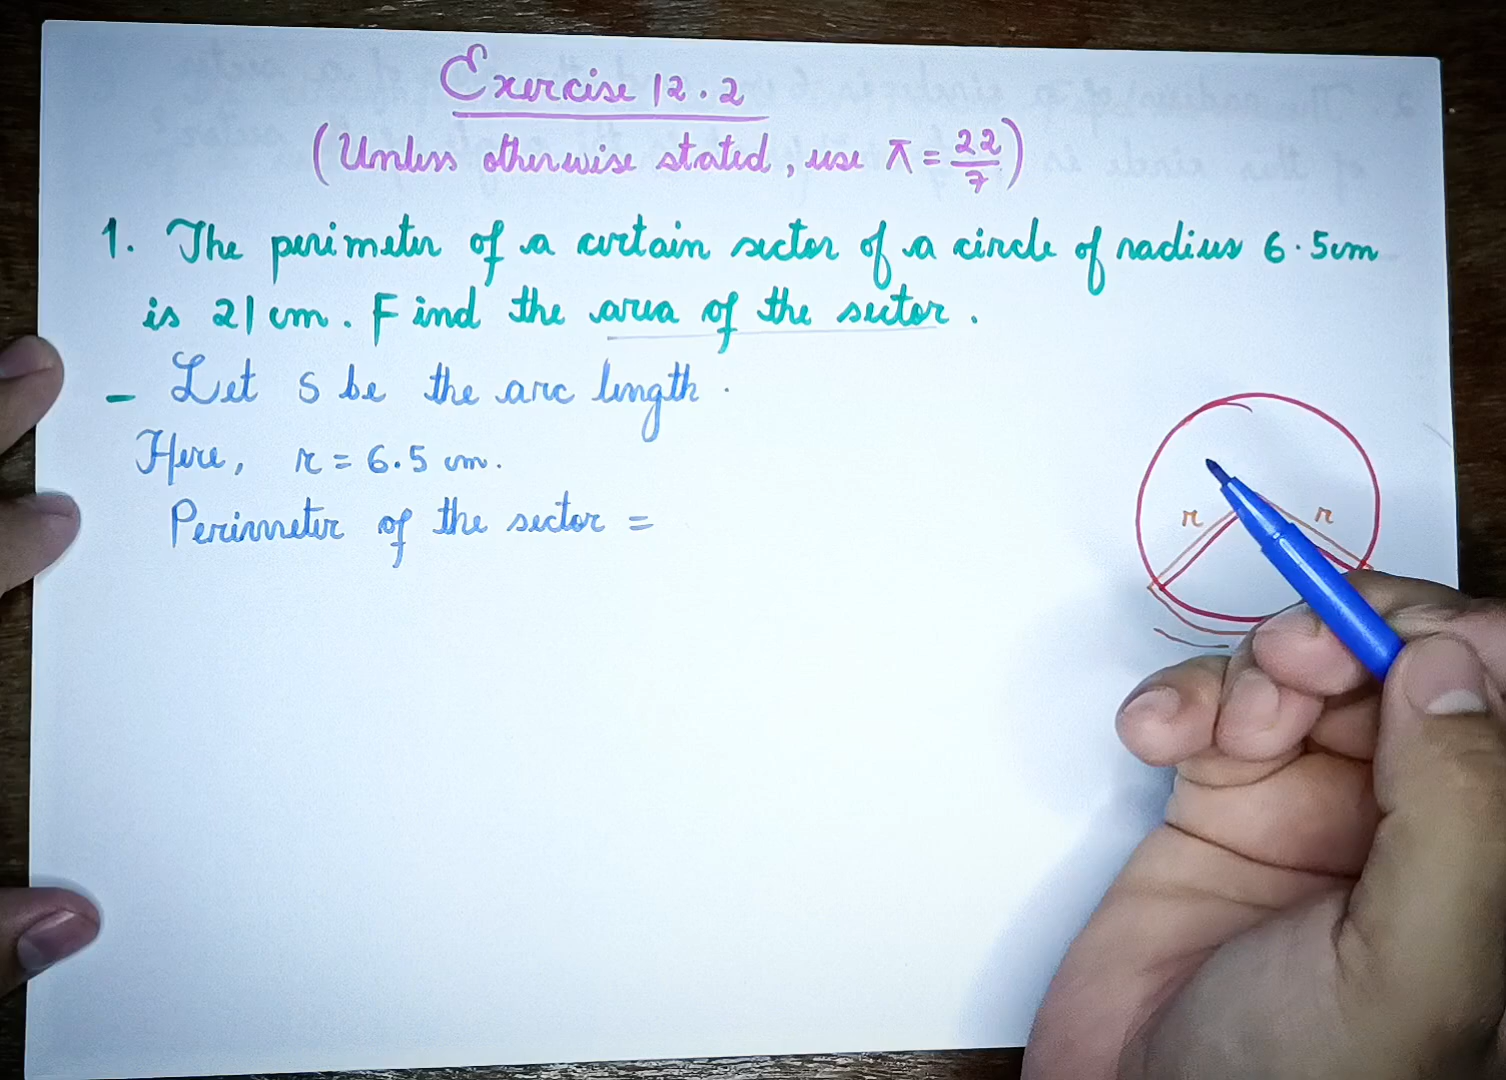 Exercise 12.2
(Unless otherwise stated, use π = 22/7)
1. The perimeter of a certain sector of a circle of radius 6.5cm
is 21 cm. Find the area of the sector.
- Let s be the arc length.
Here, r = 6.5 cm.
Perimeter of the sector =
r r